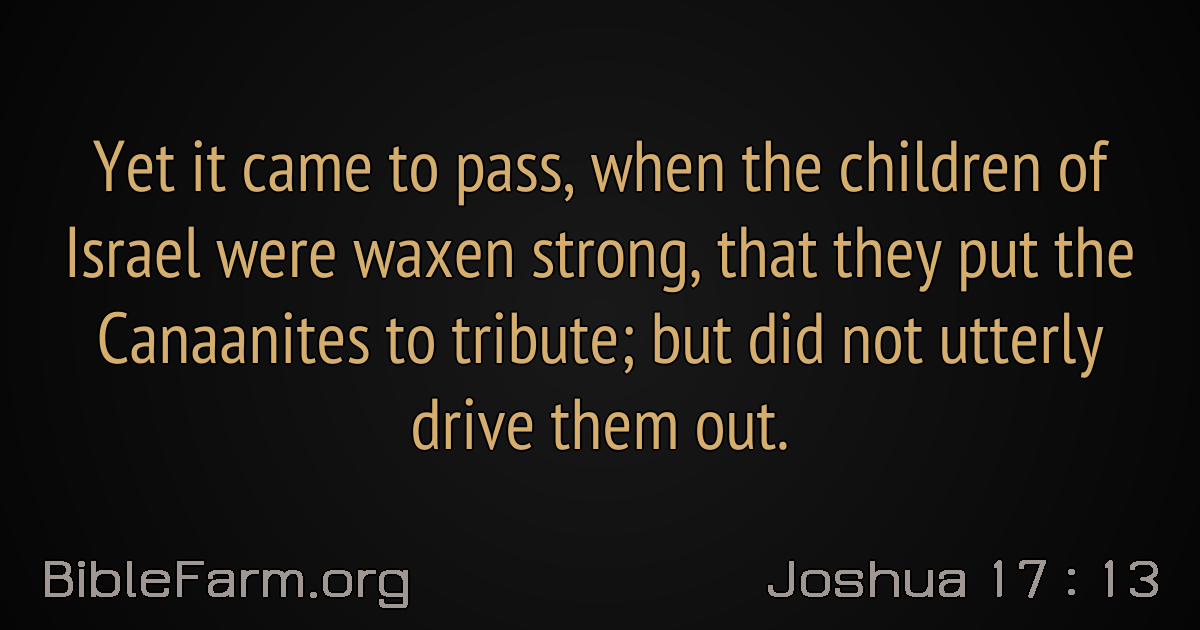 Yet it came to pass, when the children of
Israel were waxen strong, that they put the
Canaanites to tribute; but did not utterly
drive them out.
BibleFarm.org
Joshua 17 : 13